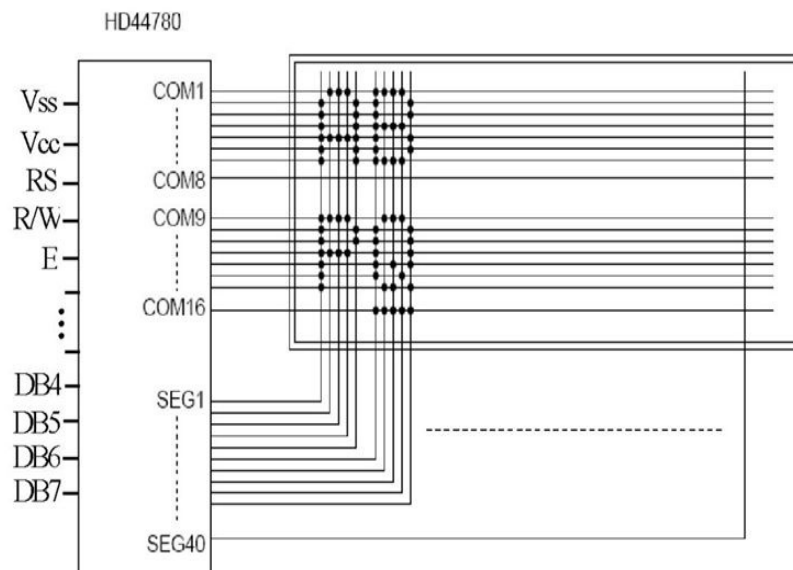 HD44780
COM1
Vss
Vcc
COM8
RS
R/W
COM9
E
COM16
DB4
SEG1
DB5
DB6
DB7
SEG40